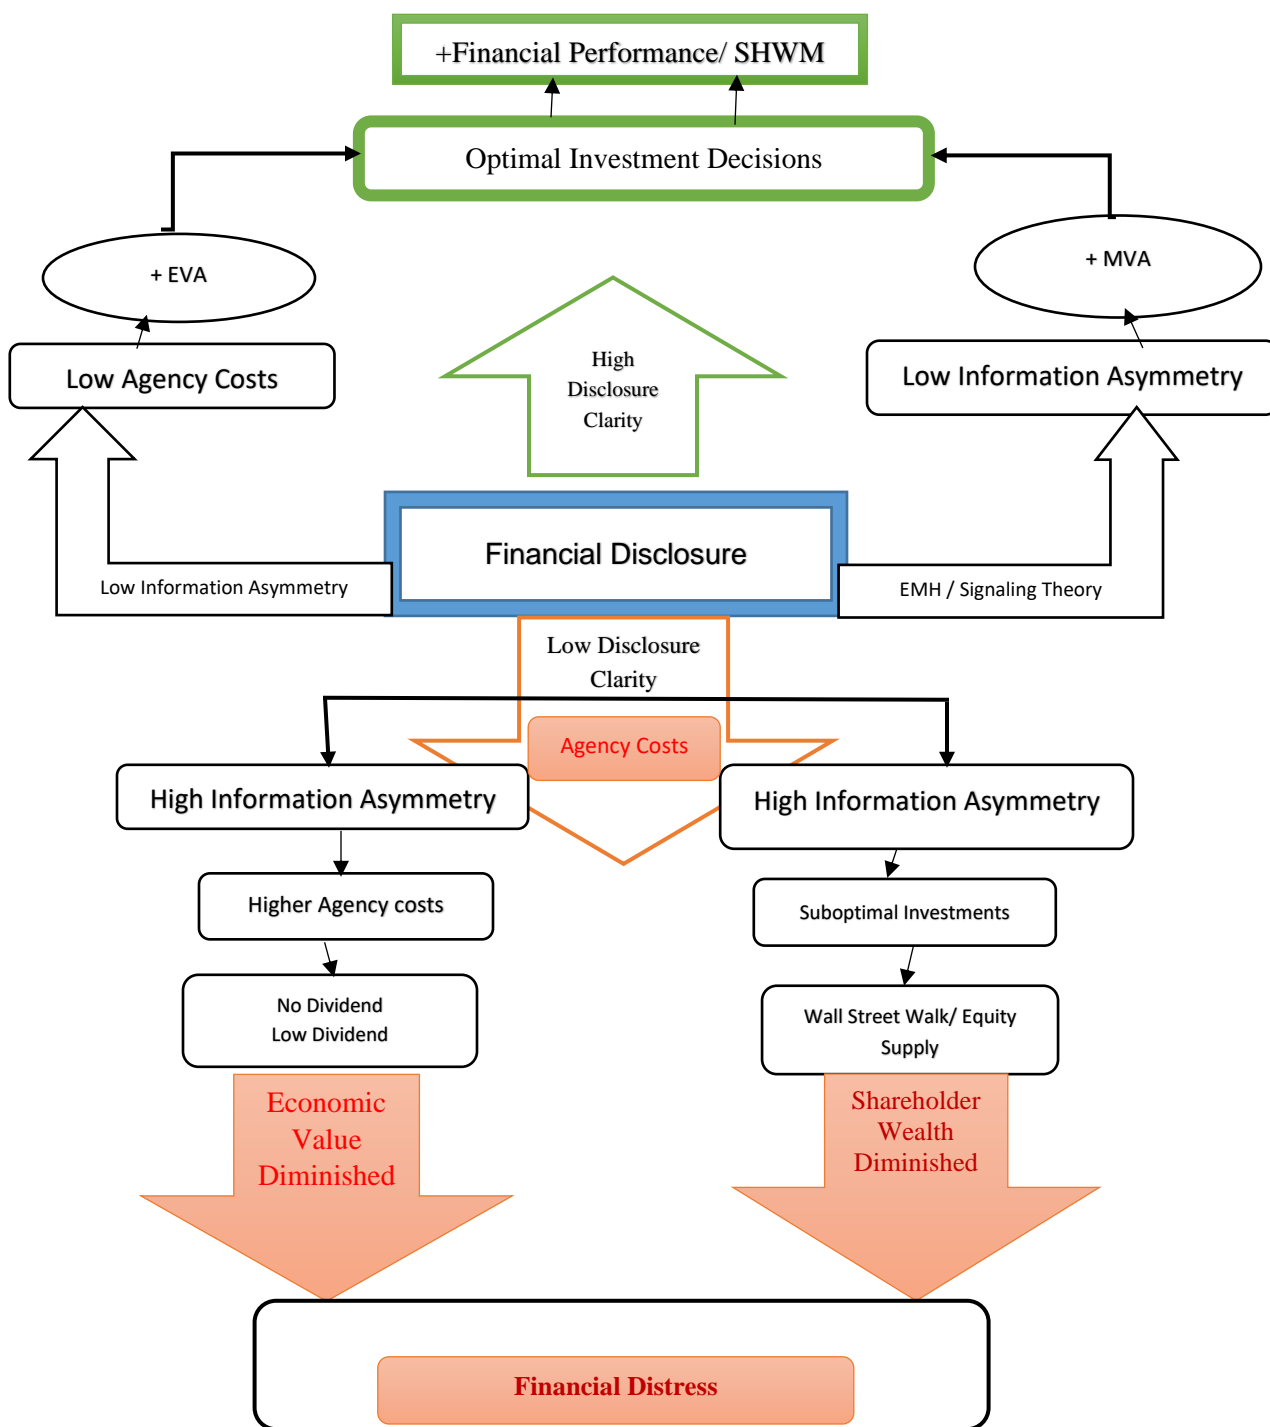 +Financial Performance/ SHWM
Optimal Investment Decisions
+ EVA
+ MVA
Low Agency Costs
High
Disclosure
Clarity
Low Information Asymmetry
Financial Disclosure
Low Information Asymmetry
EMH / Signaling Theory
Low Disclosure
Clarity
Agency Costs
High Information Asymmetry
High Information Asymmetry
Higher Agency costs
Suboptimal Investments
No Dividend
Low Dividend
Wall Street Walk/ Equity
Supply
Economic
Value
Diminished
Shareholder
Wealth
Diminished
Financial Distress